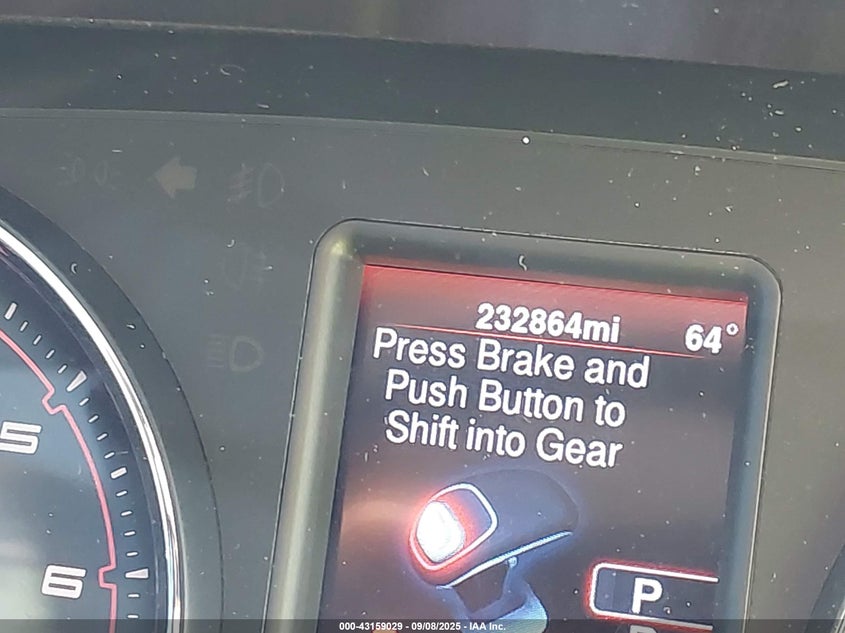 232864mi 64°
Press Brake and
Push Button to
Shift into Gear
5
6
P
000-43159029 - 09/08/2025 - IAA Inc.